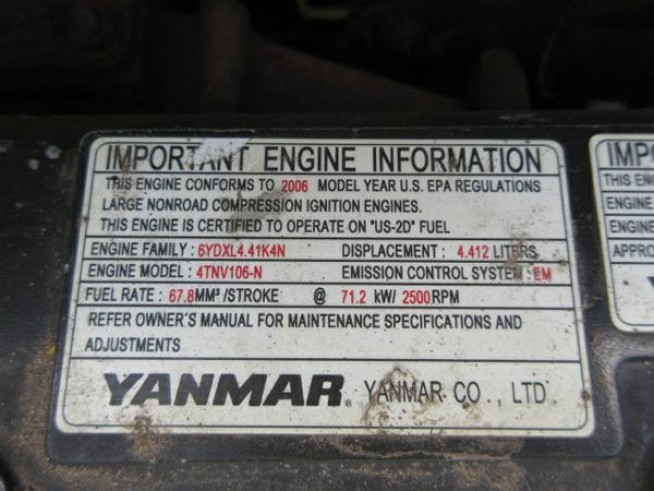 IMPORTANT ENGINE INFORMATION
THIS ENGINE CONFORMS TO 2006 MODEL YEAR U.S. EPA REGULATIONS
LARGE NONROAD COMPRESSION IGNITION ENGINES.
THIS ENGINE IS CERTIFIED TO OPERATE ON "US-2D" FUEL
ENGINE FAMILY : 6YDXL4.41K4N DISPLACEMENT : 4.412 LITERS
ENGINE MODEL : 4TNV106-N EMISSION CONTROL SYSTEM : EM
FUEL RATE : 67.8MM³/STROKE @ 71.2 kW/ 2500RPM
REFER OWNER'S MANUAL FOR MAINTENANCE SPECIFICATIONS AND
ADJUSTMENTS
YANMAR® YANMAR CO., LTD.
THIS
ENGINE
ENGINE